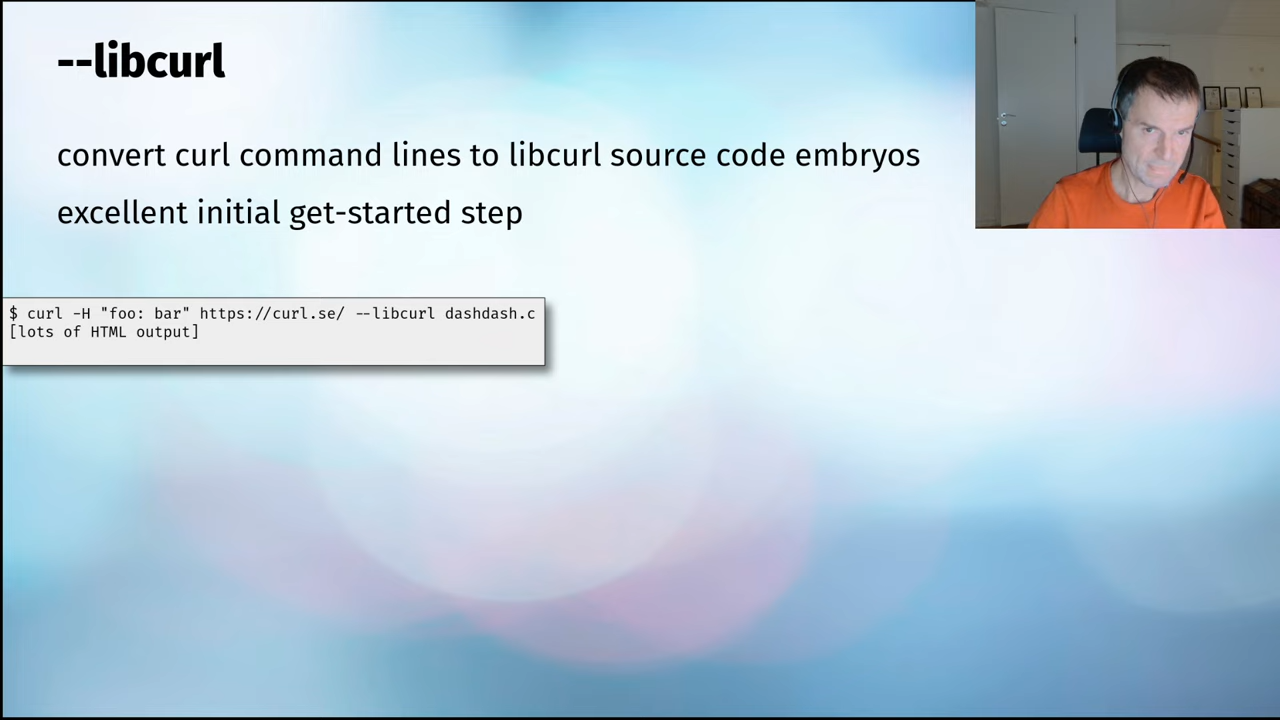 --libcurl
convert curl command lines to libcurl source code embryos
excellent initial get-started step
$ curl -H "foo: bar" https://curl.se/ --libcurl dashdash.c
[lots of HTML output]